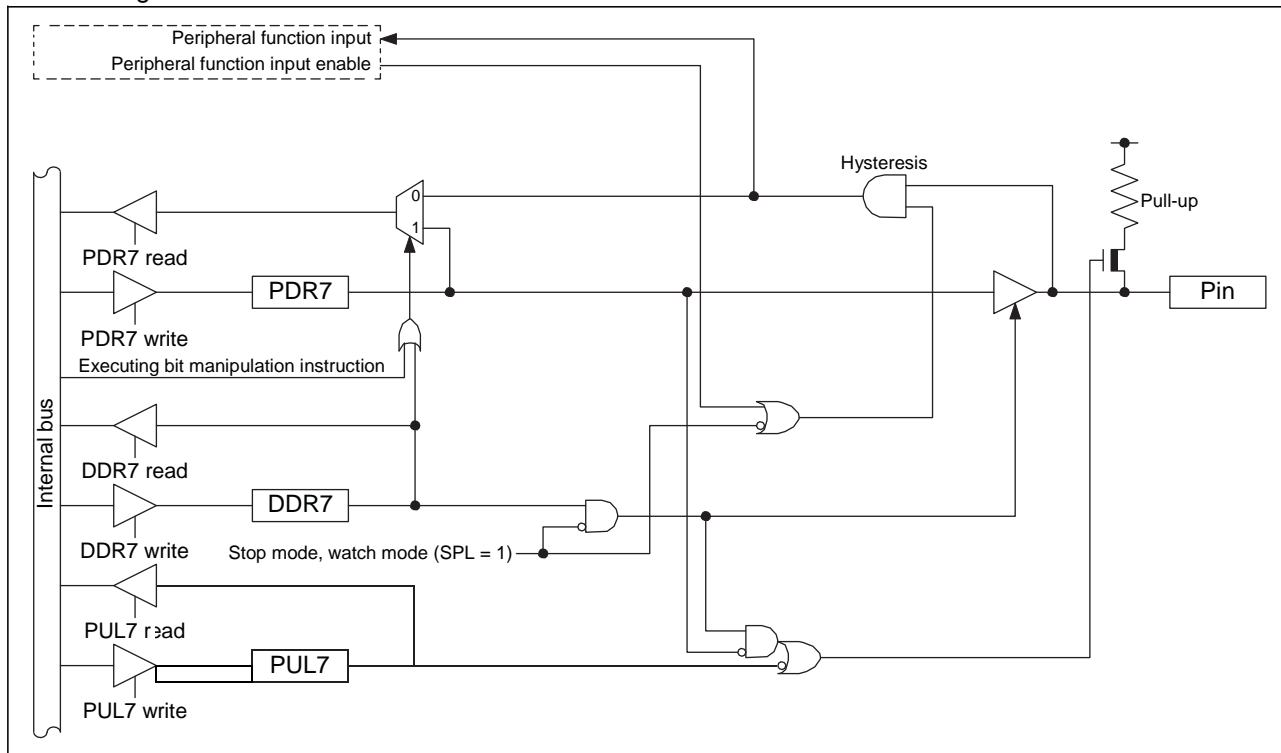 Peripheral function input
Peripheral function input enable
Hysteresis
Pull-up
0
1
PDR7 read
PDR7
Pin
PDR7 write
Executing bit manipulation instruction
Internal bus
DDR7 read
DDR7
DDR7 write
Stop mode, watch mode (SPL = 1)
PUL7 read
PUL7
PUL7 write